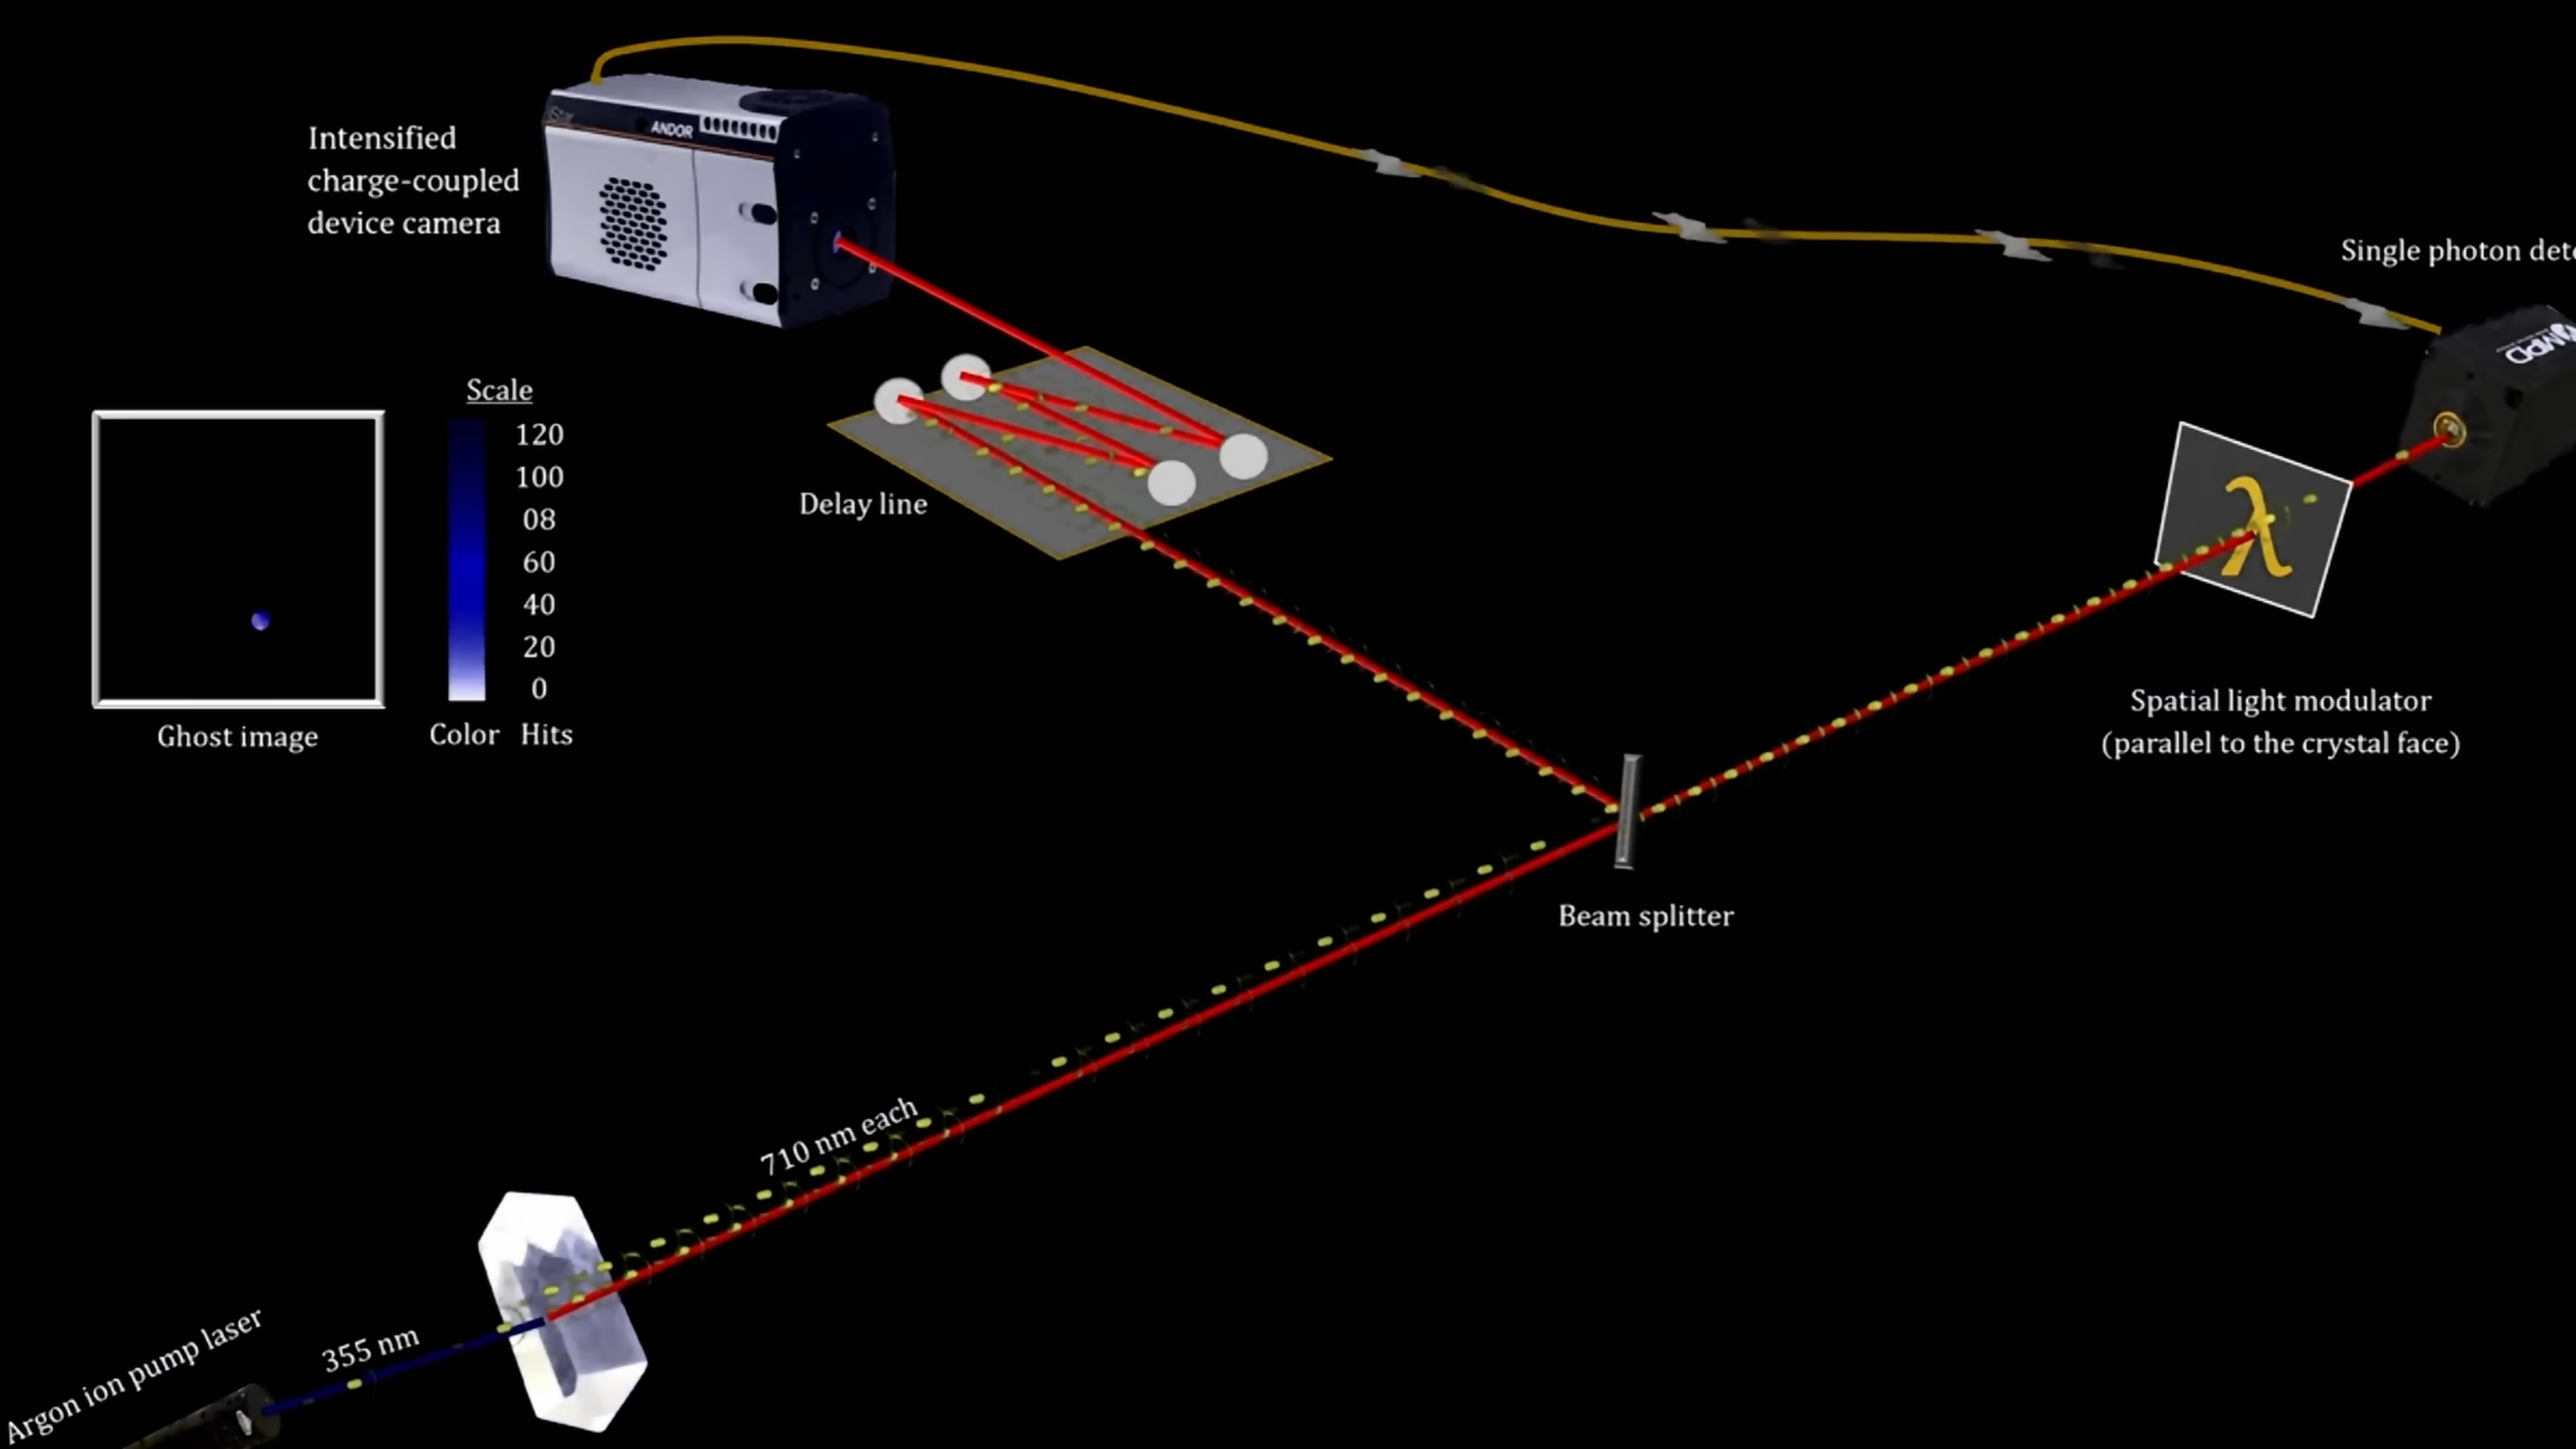 Intensified
charge-coupled
device camera
ANDOR
Single photon
MPD
Scale
120
100
08
60
40
20
0
Color Hits
Ghost image
Delay line
λ
Spatial light modulator
(parallel to the crystal face)
Beam splitter
710 nm each
355 nm
Argon ion pump laser